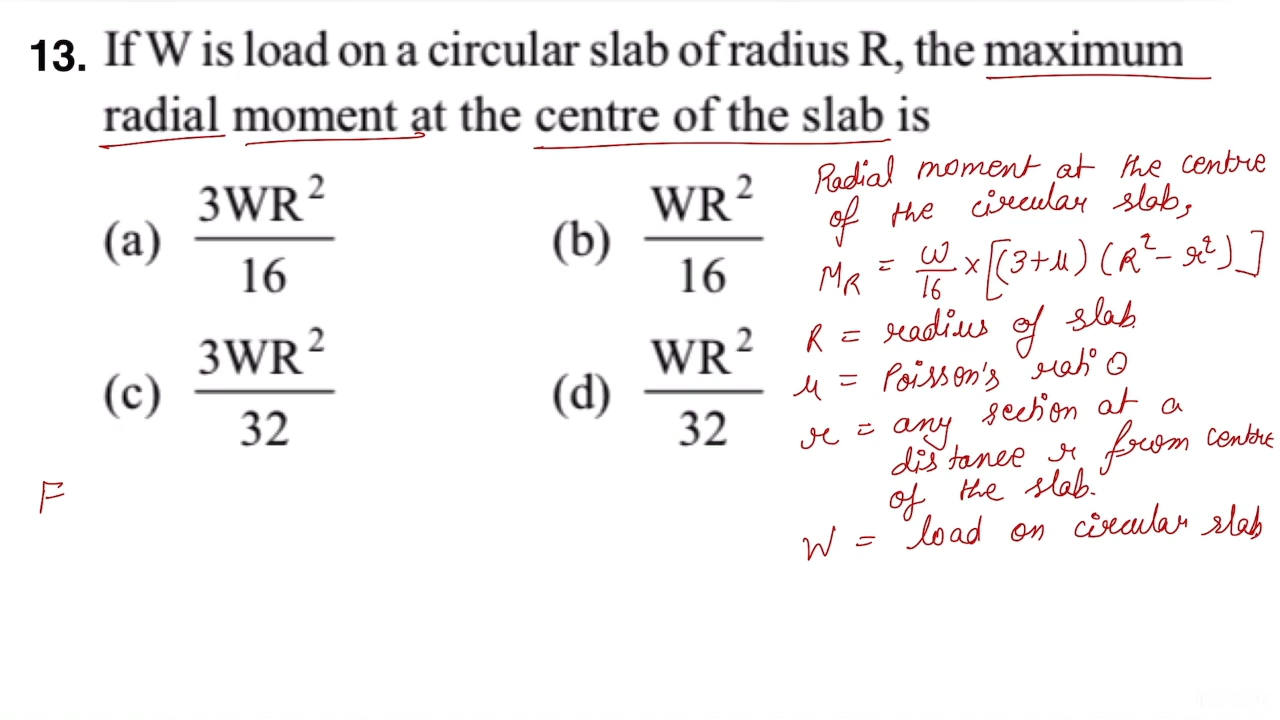 13. If W is load on a circular slab of radius R, the maximum
radial moment at the centre of the slab is
(a) 3WR² / 16
(b) WR² / 16
(c) 3WR² / 32
(d) WR² / 32
Radial moment at the centre
of the circular slab,
M_R = w/16 × [(3+μ) (R² - r²)]
R = radius of slab
μ = Poisson's ratio
r = any section at a
distance r from centre
of the slab.
W = load on circular slab
F